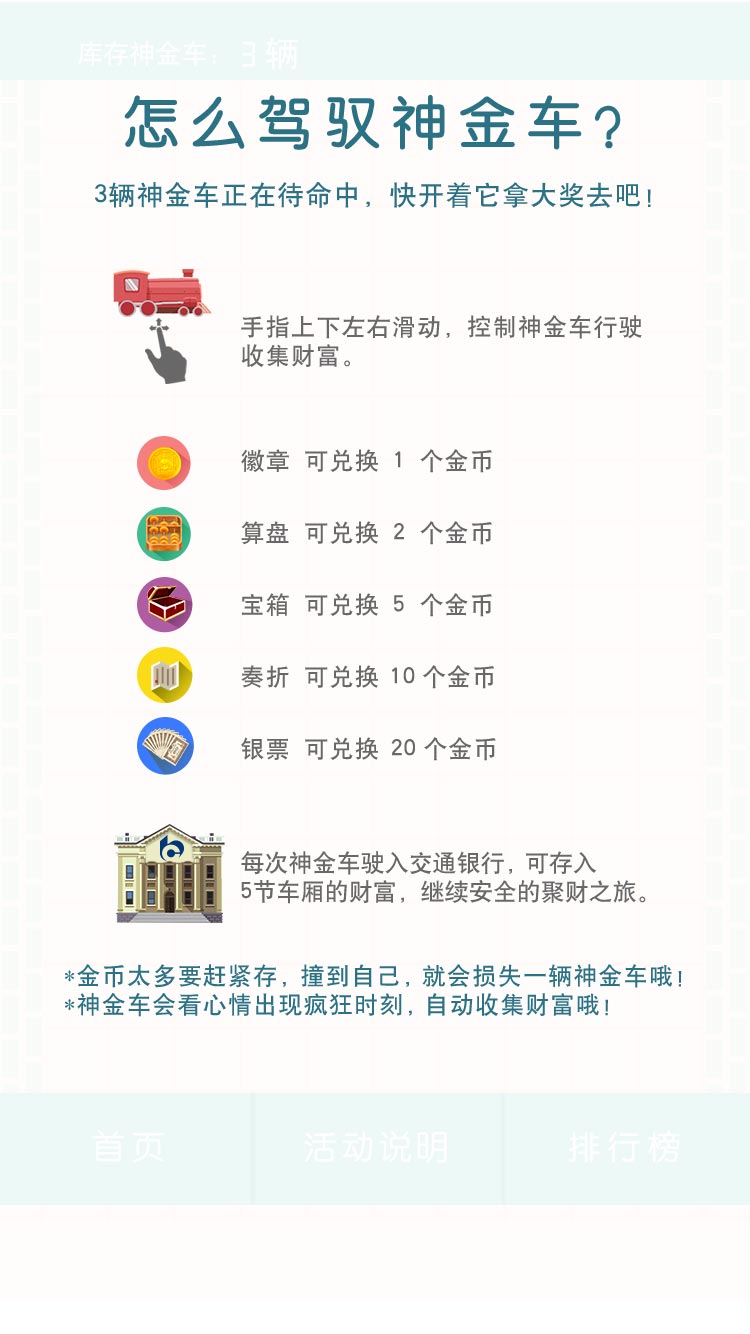 库存神金车：3辆
怎么驾驭神金车?
3辆神金车正在待命中，快开着它拿大奖去吧！
手指上下左右滑动，控制神金车行驶
收集财富。
徽章 可兑换 1 个金币
算盘 可兑换 2 个金币
宝箱 可兑换 5 个金币
奏折 可兑换 10 个金币
银票 可兑换 20 个金币
每次神金车驶入交通银行，可存入
5节车厢的财富，继续安全的聚财之旅。
*金币太多要赶紧存，撞到自己，就会损失一辆神金车哦！
*神金车会看心情出现疯狂时刻，自动收集财富哦！
首页 活动说明 排行榜